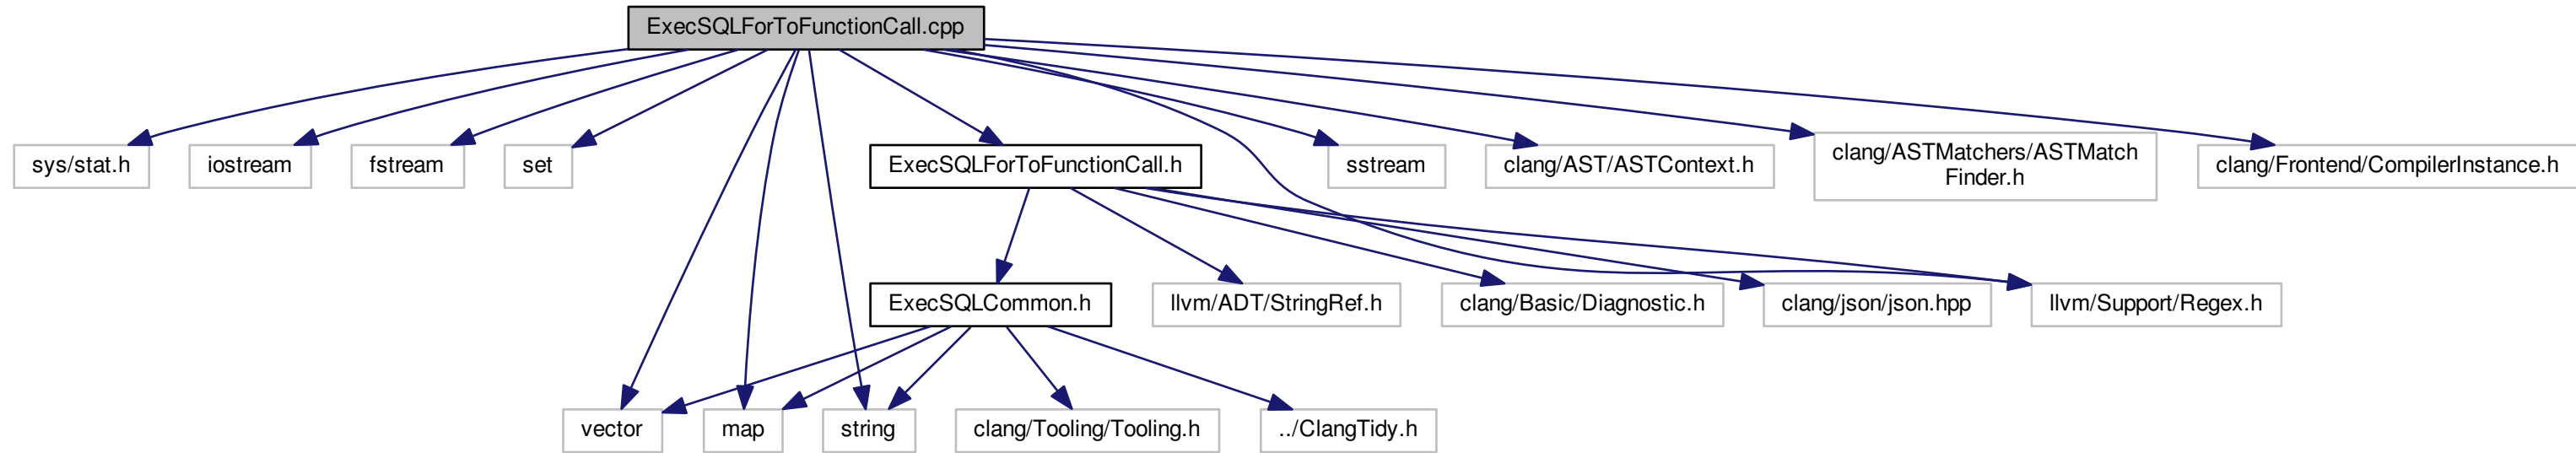 ExecSQLForToFunctionCall.cpp
sys/stat.h
iostream
fstream
set
ExecSQLForToFunctionCall.h
sstream
clang/AST/ASTContext.h
clang/ASTMatchers/ASTMatch
Finder.h
clang/Frontend/CompilerInstance.h
ExecSQLCommon.h
llvm/ADT/StringRef.h
clang/Basic/Diagnostic.h
clang/json/json.hpp
llvm/Support/Regex.h
vector
map
string
clang/Tooling/Tooling.h
../ClangTidy.h